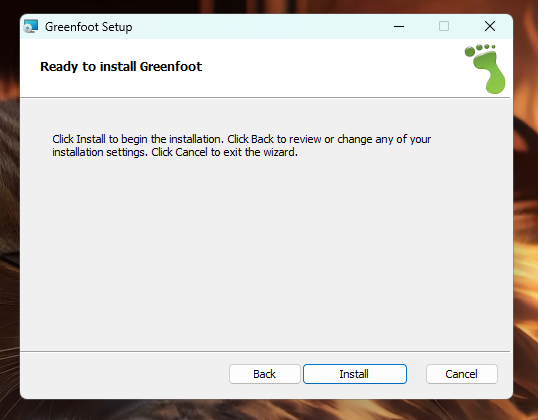 Greenfoot Setup
Ready to install Greenfoot
Click Install to begin the installation. Click Back to review or change any of your
installation settings. Click Cancel to exit the wizard.
Back Install Cancel